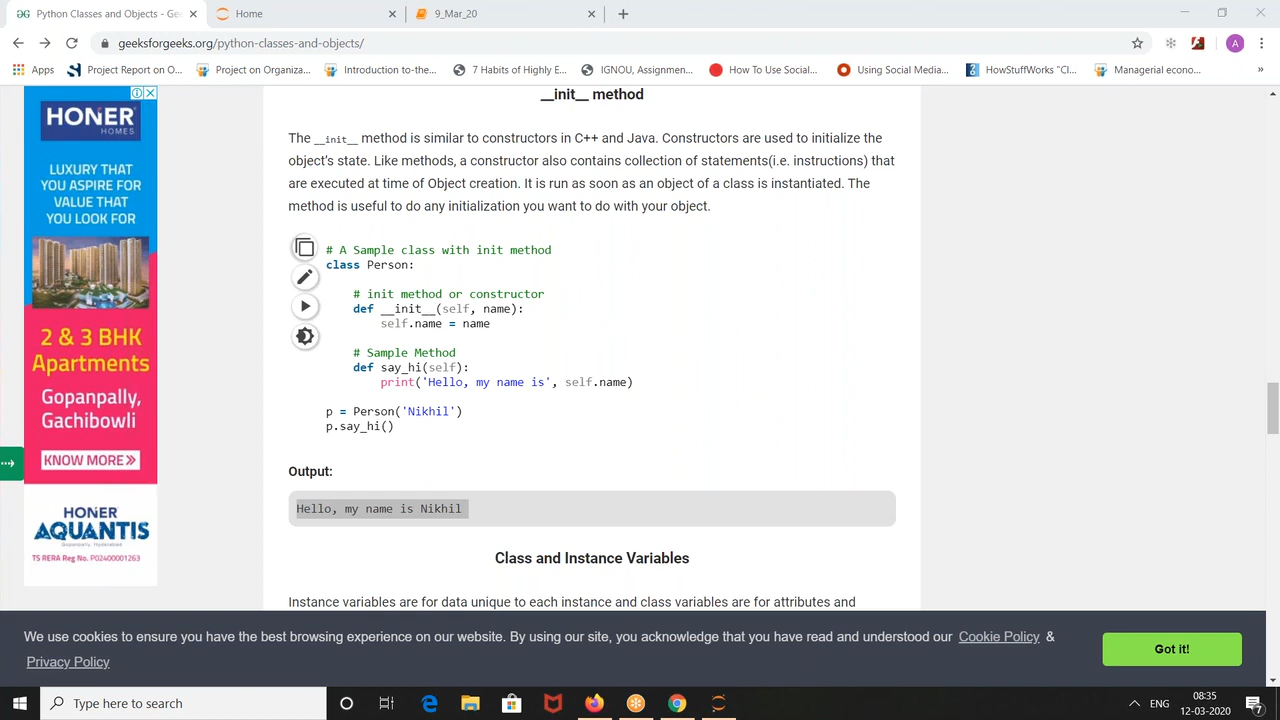 Python Classes and Objects - Gee
Home
9_Mar_20
geeksforgeeks.org/python-classes-and-objects/
A
Apps
Project Report on O...
Project on Organiza...
Introduction to-the...
7 Habits of Highly E...
IGNOU, Assignmen...
How To Use Social...
Using Social Media...
HowStuffWorks "Cl...
Managerial econo...
»
HONER
HOMES
LUXURY THAT
YOU ASPIRE FOR
VALUE THAT
YOU LOOK FOR
2 & 3 BHK
Apartments
Gopanpally,
Gachibowli
KNOW MORE »
HONER
AQUANTIS
Gopanpally, Hyderabad
TS RERA Reg No. P02400001263
__init__ method
The __init__ method is similar to constructors in C++ and Java. Constructors are used to initialize the
object's state. Like methods, a constructor also contains collection of statements(i.e. instructions) that
are executed at time of Object creation. It is run as soon as an object of a class is instantiated. The
method is useful to do any initialization you want to do with your object.
# A Sample class with init method
class Person:
# init method or constructor
def __init__(self, name):
self.name = name
# Sample Method
def say_hi(self):
print('Hello, my name is', self.name)
p = Person('Nikhil')
p.say_hi()
Output:
Hello, my name is Nikhil
Class and Instance Variables
Instance variables are for data unique to each instance and class variables are for attributes and
We use cookies to ensure you have the best browsing experience on our website. By using our site, you acknowledge that you have read and understood our Cookie Policy &
Privacy Policy
Got it!
Type here to search
ENG
08:35
12-03-2020
7